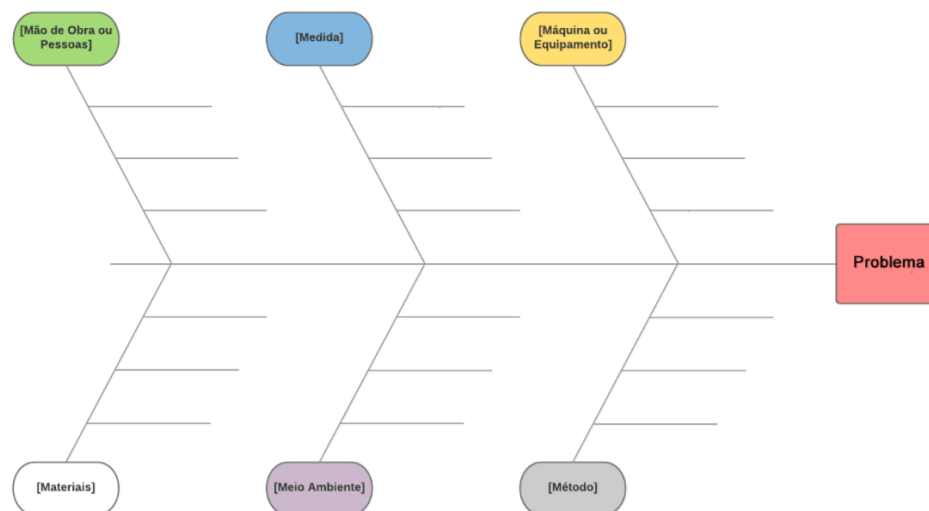 [Mão de Obra ou
Pessoas]
[Medida]
[Máquina ou
Equipamento]
Problema
[Materiais]
[Meio Ambiente]
[Método]